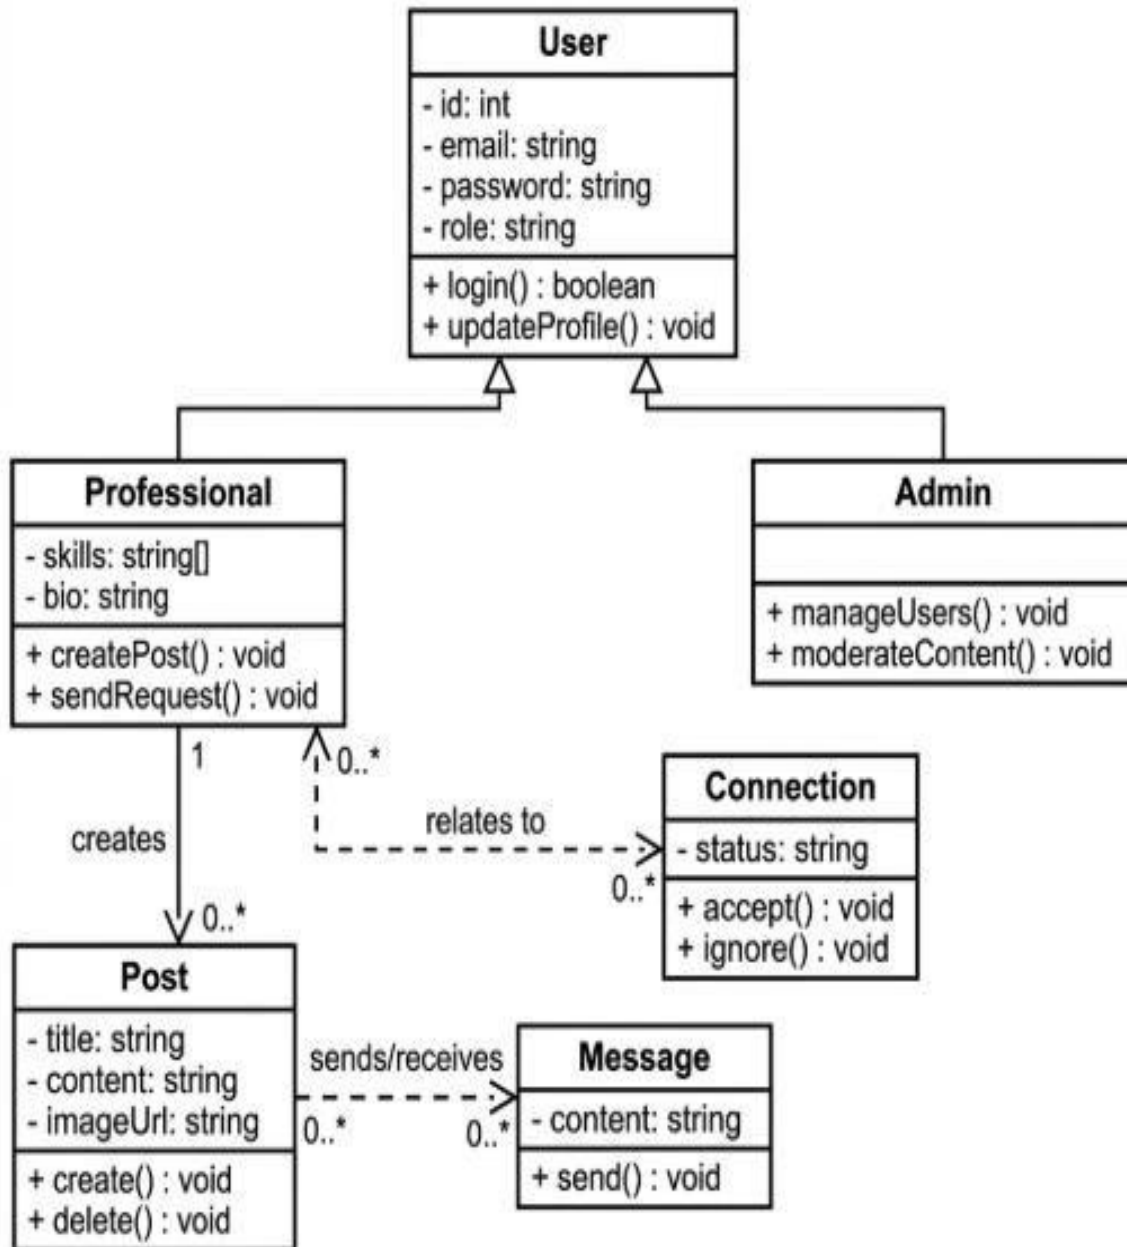 User
- id: int
- email: string
- password: string
- role: string
+ login() : boolean
+ updateProfile() : void
Professional
- skills: string[]
- bio: string
+ createPost() : void
+ sendRequest() : void
Admin
+ manageUsers() : void
+ moderateContent() : void
1
creates
0..*
0..*
relates to
0..*
Connection
- status: string
+ accept() : void
+ ignore() : void
Post
- title: string
- content: string
- imageUrl: string
+ create() : void
+ delete() : void
sends/receives
0..*
0..*
Message
- content: string
+ send() : void